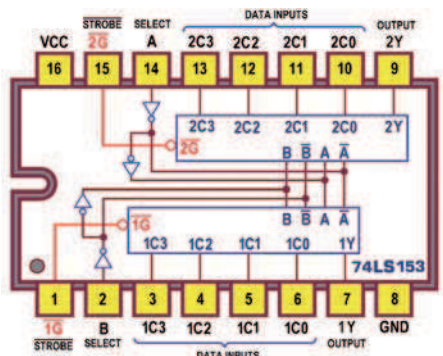 DATA INPUTS
STROBE SELECT OUTPUT
VCC 2G A 2C3 2C2 2C1 2C0 2Y
16 15 14 13 12 11 10 9
2C3 2C2 2C1 2C0 2Y
2G
B B A A
B B A A
1G
1C3 1C2 1C1 1C0 1Y
74LS153
1 2 3 4 5 6 7 8
1G B 1C3 1C2 1C1 1C0 1Y GND
STROBE SELECT OUTPUT
DATA INPUTS